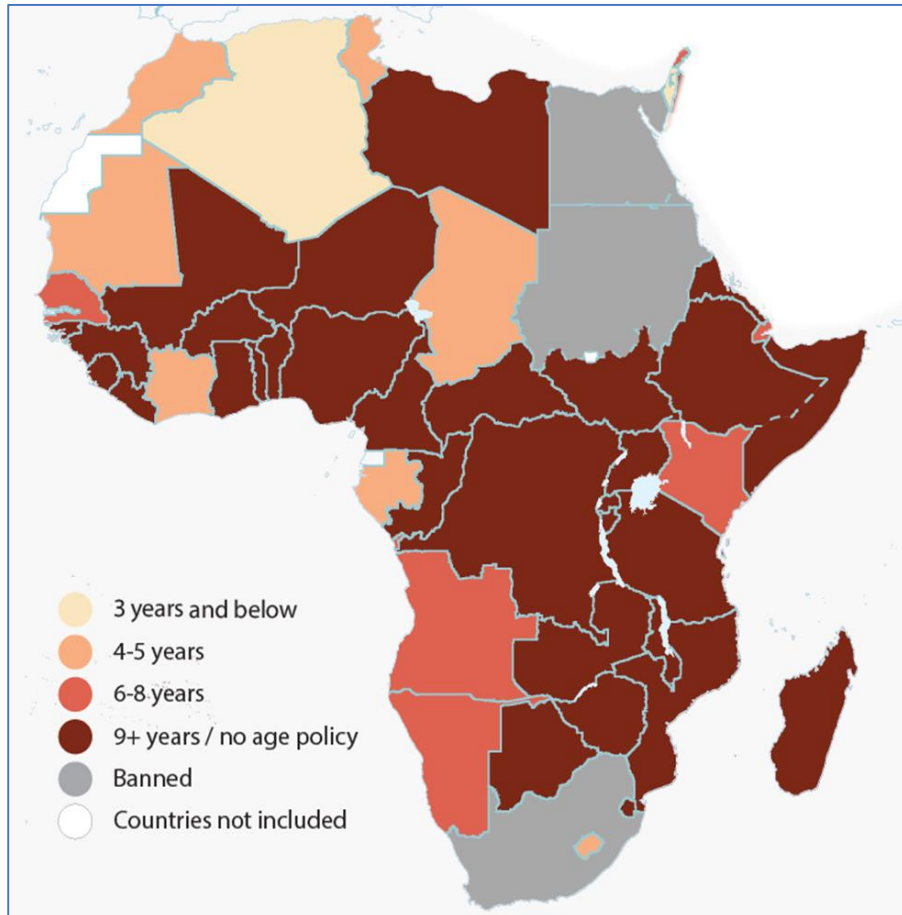 3 years and below
4-5 years
6-8 years
9+ years / no age policy
Banned
Countries not included